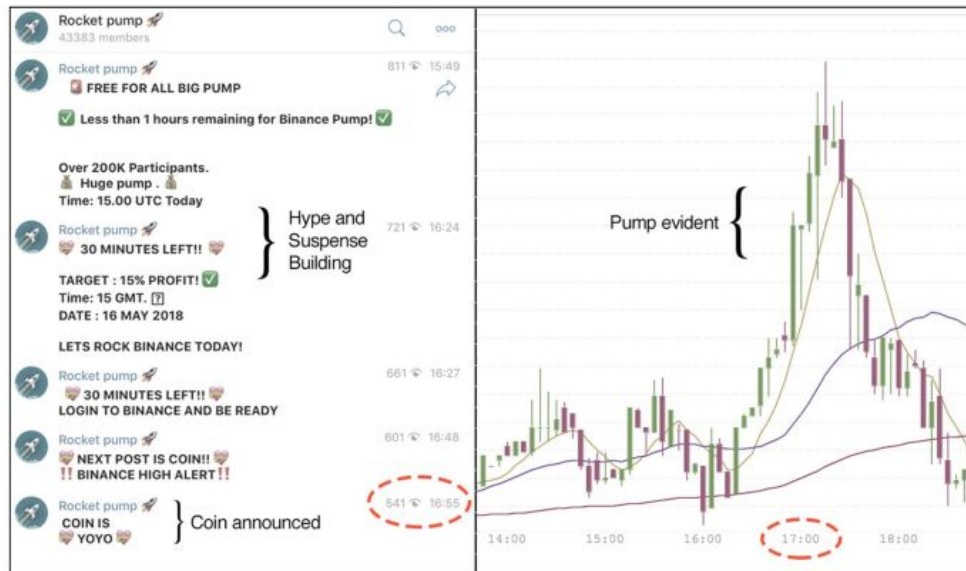 Rocket pump 🚀
43383 members
Rocket pump 🚀
811 15:49
🚨 FREE FOR ALL BIG PUMP
✅ Less than 1 hours remaining for Binance Pump! ✅
Over 200K Participants.
💰 Huge pump . 💰
Time: 15.00 UTC Today
Rocket pump 🚀
721 16:24
💝 30 MINUTES LEFT!! 💝
TARGET : 15% PROFIT! ✅
Time: 15 GMT. ?
DATE : 16 MAY 2018
LETS ROCK BINANCE TODAY!
Hype and
Suspense
Building
Rocket pump 🚀
661 16:27
💝 30 MINUTES LEFT!! 💝
LOGIN TO BINANCE AND BE READY
Rocket pump 🚀
601 16:48
💝 NEXT POST IS COIN!! 💝
‼️ BINANCE HIGH ALERT ‼️
Rocket pump 🚀
541 16:55
COIN IS
💝 YOYO 💝
Coin announced
Pump evident
14:00 15:00 16:00 17:00 18:00